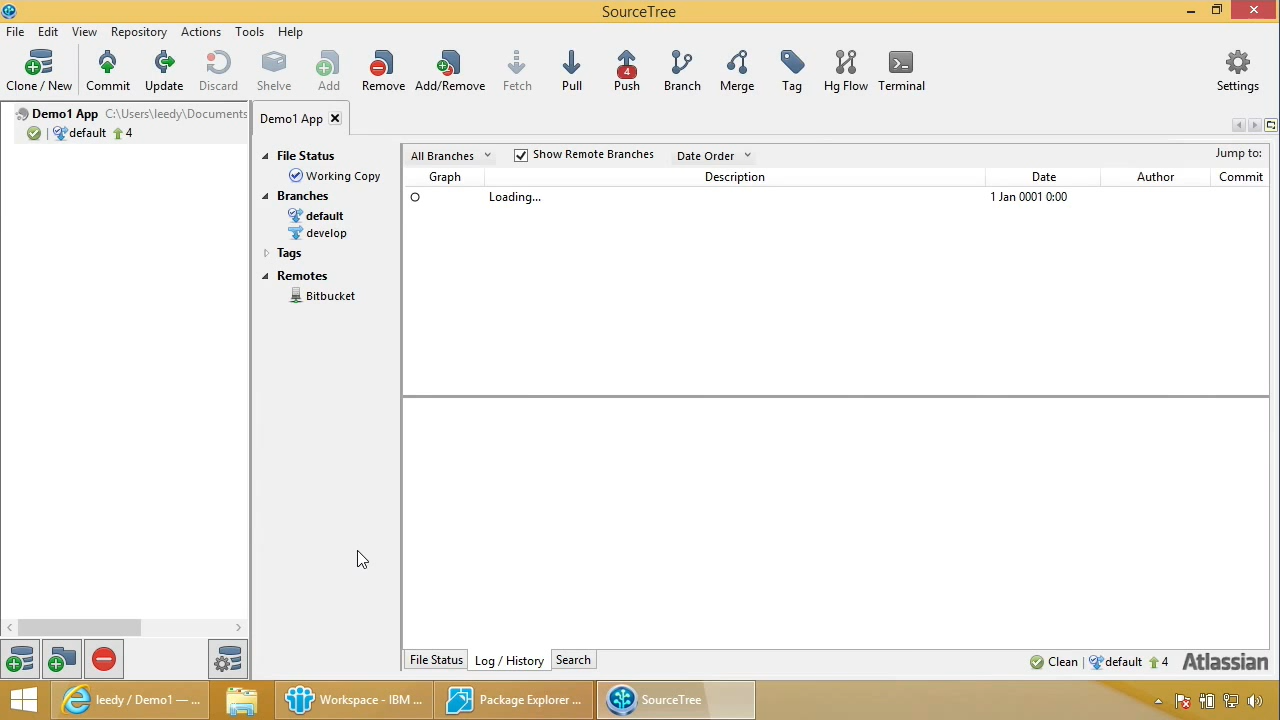 SourceTree
File Edit View Repository Actions Tools Help
4
Clone / New Commit Update Discard Shelve Add Remove Add/Remove Fetch Pull Push Branch Merge Tag Hg Flow Terminal Settings
Demo1 App C:\Users\leedy\Documents
default 4
Demo1 App
File Status
Working Copy
Branches
default
develop
Tags
Remotes
Bitbucket
All Branches Show Remote Branches Date Order Jump to:
Graph Description Date Author Commit
Loading... 1 Jan 0001 0:00
File Status Log / History Search
Clean default 4 Atlassian
leedy / Demo1 — ... Workspace - IBM ... Package Explorer ... SourceTree